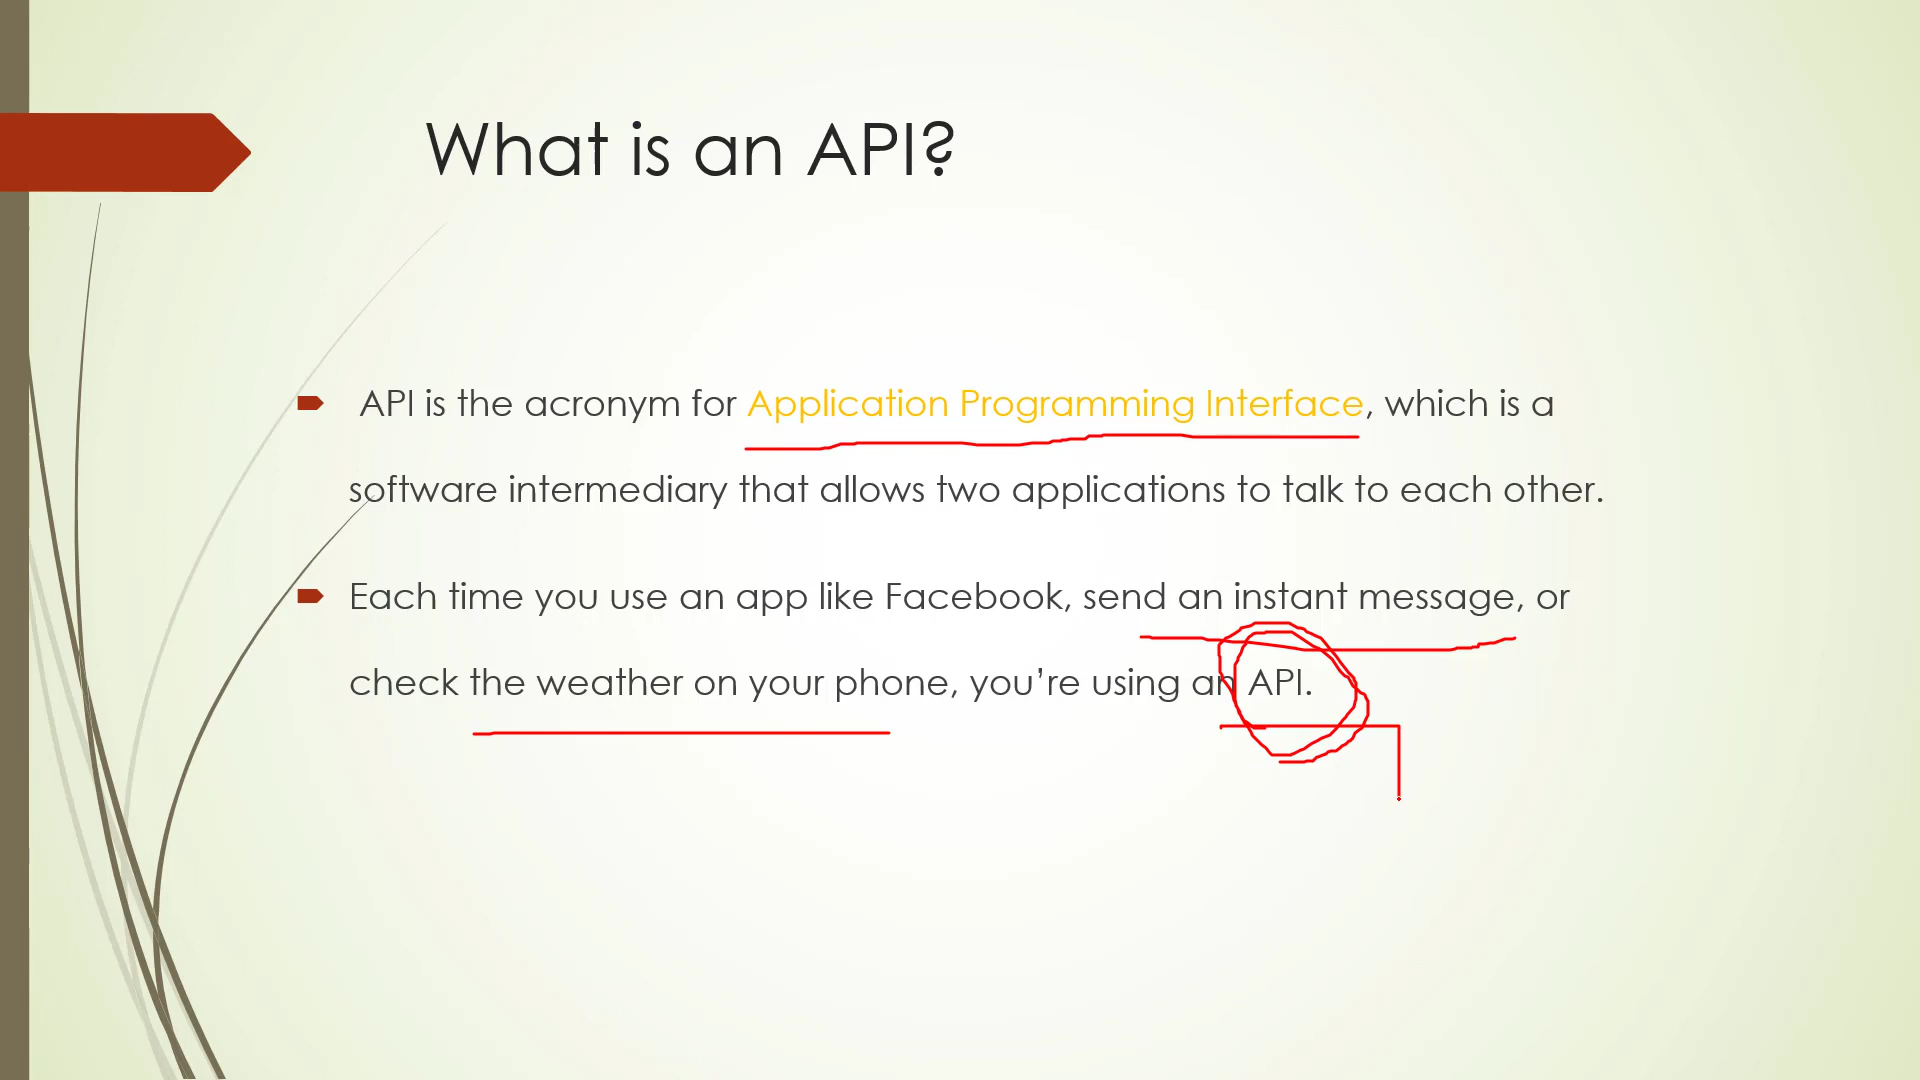 What is an API?
API is the acronym for Application Programming Interface, which is a
software intermediary that allows two applications to talk to each other.
Each time you use an app like Facebook, send an instant message, or
check the weather on your phone, you’re using an API.